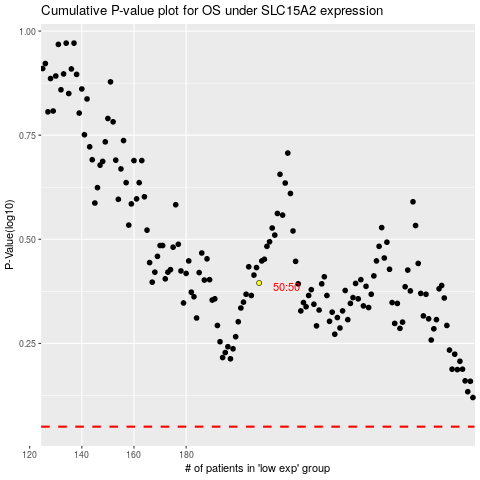 Cumulative P-value plot for OS under SLC15A2 expression
P-Value(log10)
1.00
0.75
0.50
0.25
50:50
120 140 160 180
# of patients in 'low exp' group